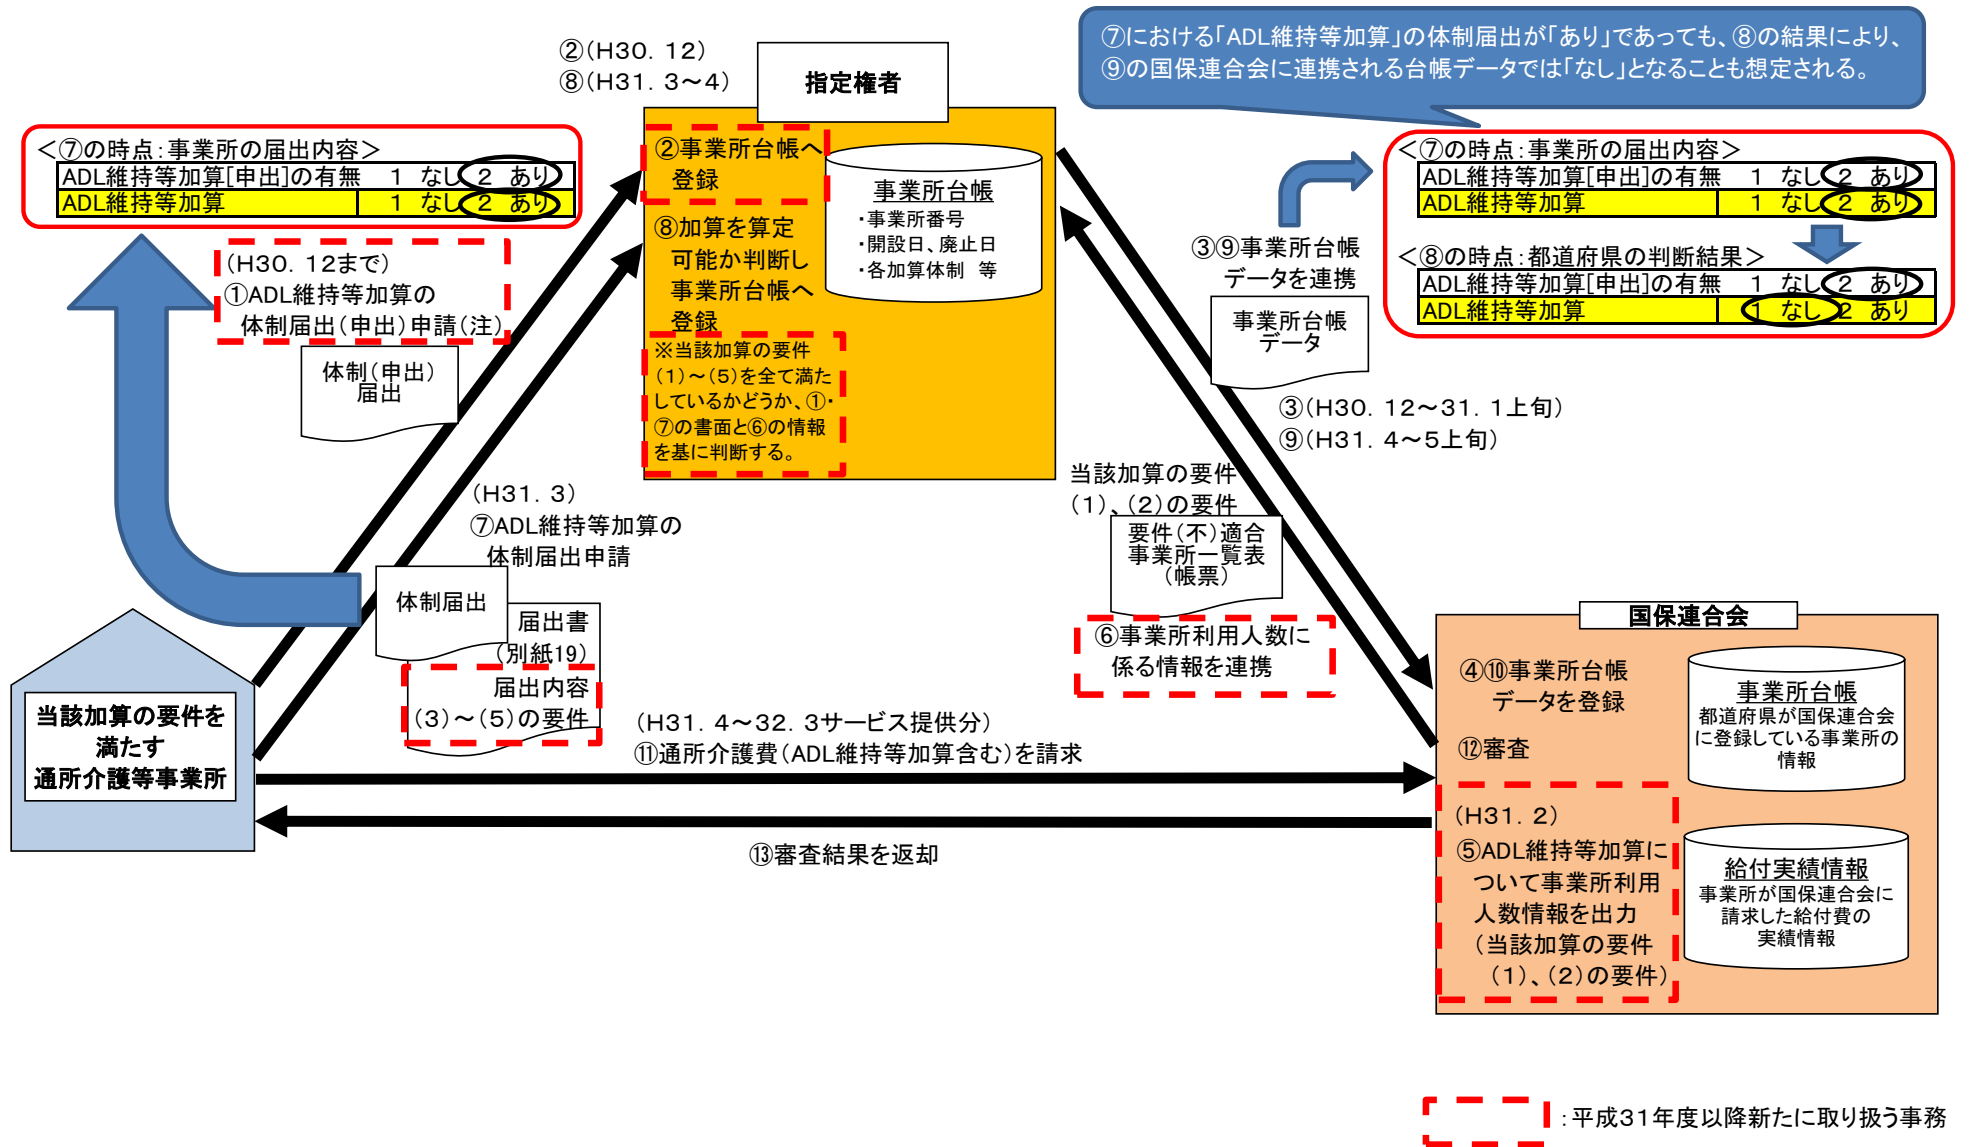 ②(H30. 12)
⑧(H31. 3～4)
指定権者
⑦における「ADL維持等加算」の体制届出が「あり」であっても、⑧の結果により、
⑨の国保連合会に連携される台帳データでは「なし」となることも想定される。
＜⑦の時点：事業所の届出内容＞
ADL維持等加算[申出]の有無 1 なし 2 あり
ADL維持等加算 1 なし 2 あり
(H30. 12まで)
①ADL維持等加算の
体制届出(申出)申請(注)
体制(申出)
届出
②事業所台帳へ
登録
⑧加算を算定
可能か判断し
事業所台帳へ
登録
※当該加算の要件
(1)～(5)を全て満た
しているかどうか、①・
⑦の書面と⑥の情報
を基に判断する。
事業所台帳
・事業所番号
・開設日、廃止日
・各加算体制 等
③⑨事業所台帳
データを連携
事業所台帳
データ
③(H30. 12～31. 1上旬)
⑨(H31. 4～5上旬)
＜⑦の時点：事業所の届出内容＞
ADL維持等加算[申出]の有無 1 なし 2 あり
ADL維持等加算 1 なし 2 あり
＜⑧の時点：都道府県の判断結果＞
ADL維持等加算[申出]の有無 1 なし 2 あり
ADL維持等加算 1 なし 2 あり
(H31. 3)
⑦ADL維持等加算の
体制届出申請
体制届出
届出書
(別紙19)
届出内容
(3)～(5)の要件
当該加算の要件
(1)、(2)の要件
要件(不)適合
事業所一覧表
(帳票)
⑥事業所利用人数に
係る情報を連携
当該加算の要件を
満たす
通所介護等事業所
(H31. 4～32. 3サービス提供分)
⑪通所介護費(ADL維持等加算含む)を請求
⑬審査結果を返却
国保連合会
④⑩事業所台帳
データを登録
⑫審査
事業所台帳
都道府県が国保連合会
に登録している事業所の
情報
(H31. 2)
⑤ADL維持等加算に
ついて事業所利用
人数情報を出力
(当該加算の要件
(1)、(2)の要件)
給付実績情報
事業所が国保連合会に
請求した給付費の
実績情報
：平成31年度以降新たに取り扱う事務